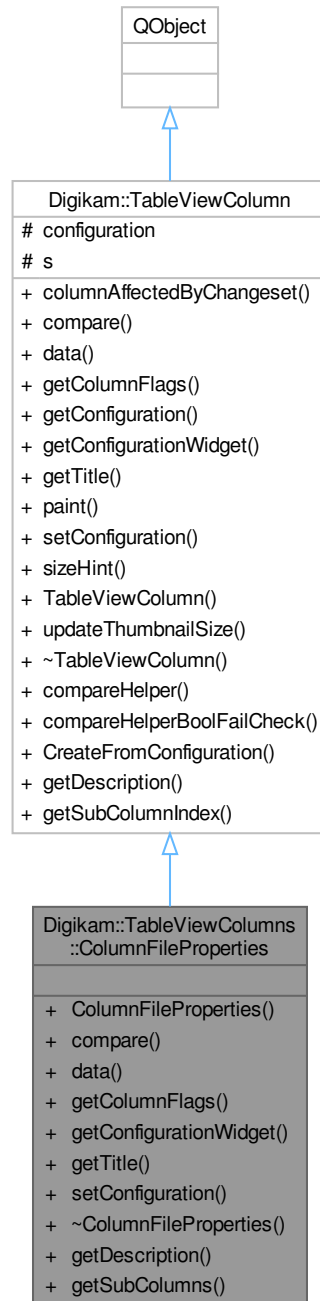 QObject
Digikam::TableViewColumn
# configuration
# s
+ columnAffectedByChangeset()
+ compare()
+ data()
+ getColumnFlags()
+ getConfiguration()
+ getConfigurationWidget()
+ getTitle()
+ paint()
+ setConfiguration()
+ sizeHint()
+ TableViewColumn()
+ updateThumbnailSize()
+ ~TableViewColumn()
+ compareHelper()
+ compareHelperBoolFailCheck()
+ CreateFromConfiguration()
+ getDescription()
+ getSubColumnIndex()
Digikam::TableViewColumns
::ColumnFileProperties
+ ColumnFileProperties()
+ compare()
+ data()
+ getColumnFlags()
+ getConfigurationWidget()
+ getTitle()
+ setConfiguration()
+ ~ColumnFileProperties()
+ getDescription()
+ getSubColumns()